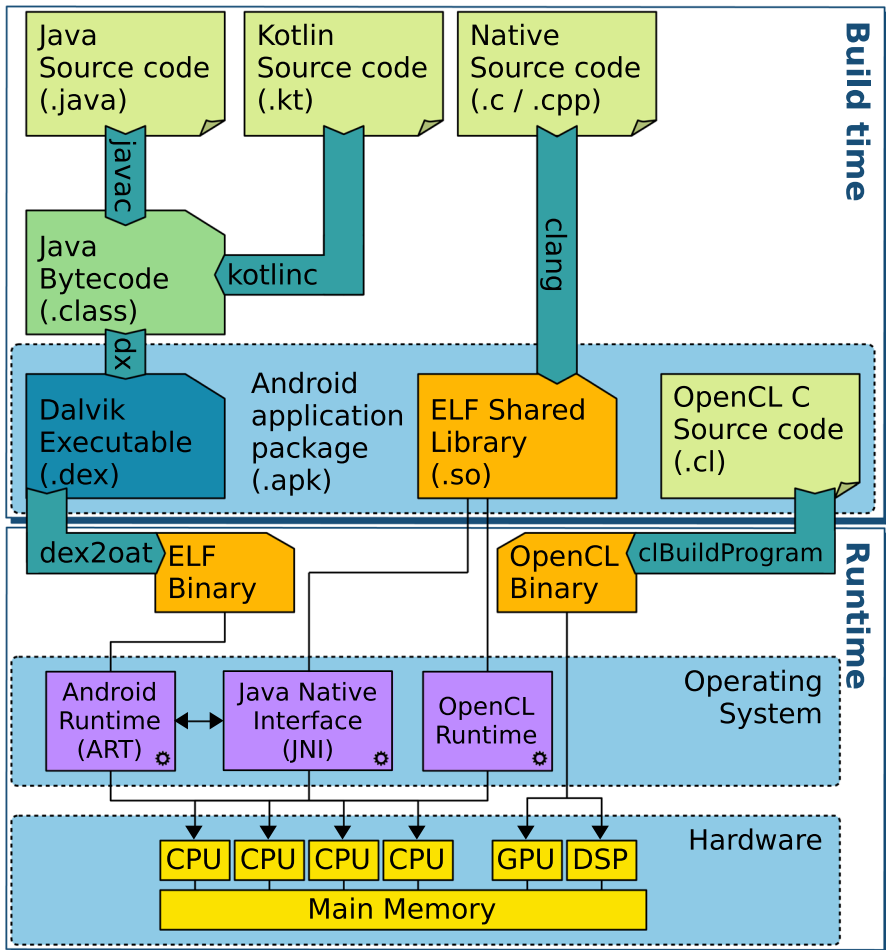 Java
Source code
(.java)
Kotlin
Source code
(.kt)
Native
Source code
(.c / .cpp)
Build time
javac
Java
Bytecode
(.class)
kotlinc
clang
dx
Dalvik
Executable
(.dex)
Android
application
package
(.apk)
ELF Shared
Library
(.so)
OpenCL C
Source code
(.cl)
dex2oat
ELF
Binary
OpenCL
Binary
clBuildProgram
Runtime
Android
Runtime
(ART)
Java Native
Interface
(JNI)
OpenCL
Runtime
Operating
System
Hardware
CPU
CPU
CPU
CPU
GPU
DSP
Main Memory